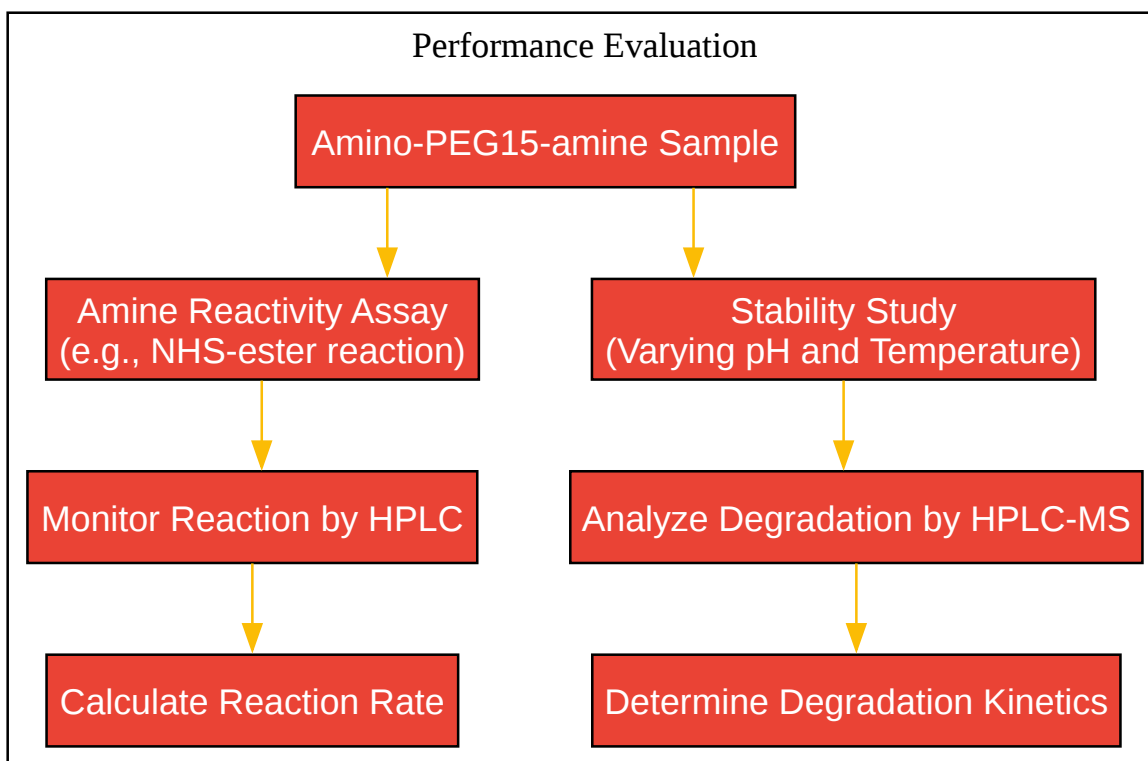 Performance Evaluation
Amino-PEG15-amine Sample
Amine Reactivity Assay
(e.g., NHS-ester reaction)
Stability Study
(Varying pH and Temperature)
Monitor Reaction by HPLC
Analyze Degradation by HPLC-MS
Calculate Reaction Rate
Determine Degradation Kinetics